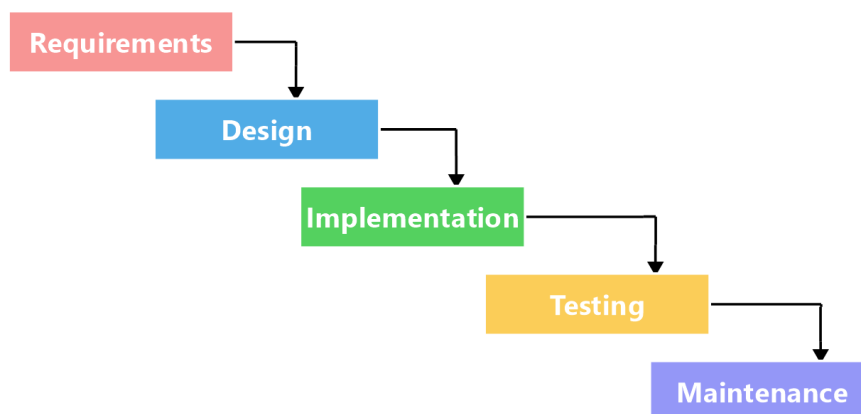 Requirements
Design
Implementation
Testing
Maintenance